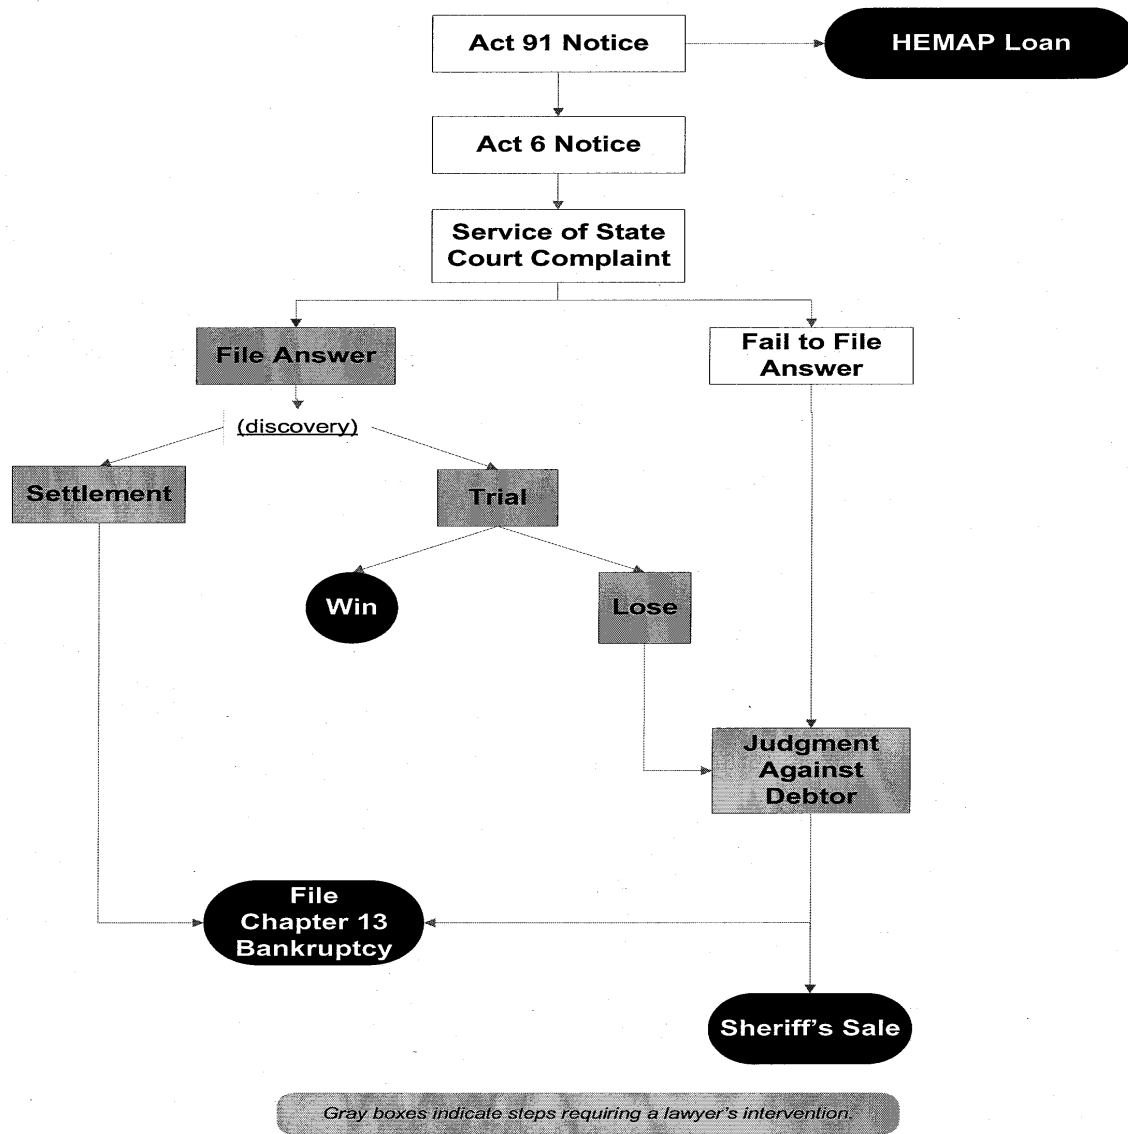 Act 91 Notice
HEMAP Loan
Act 6 Notice
Service of State
Court Complaint
File Answer
Fail to File
Answer
(discovery)
Settlement
Trial
Win
Lose
Judgment
Against
Debtor
File
Chapter 13
Bankruptcy
Sheriff's Sale
Gray boxes indicate steps requiring a lawyer's intervention.